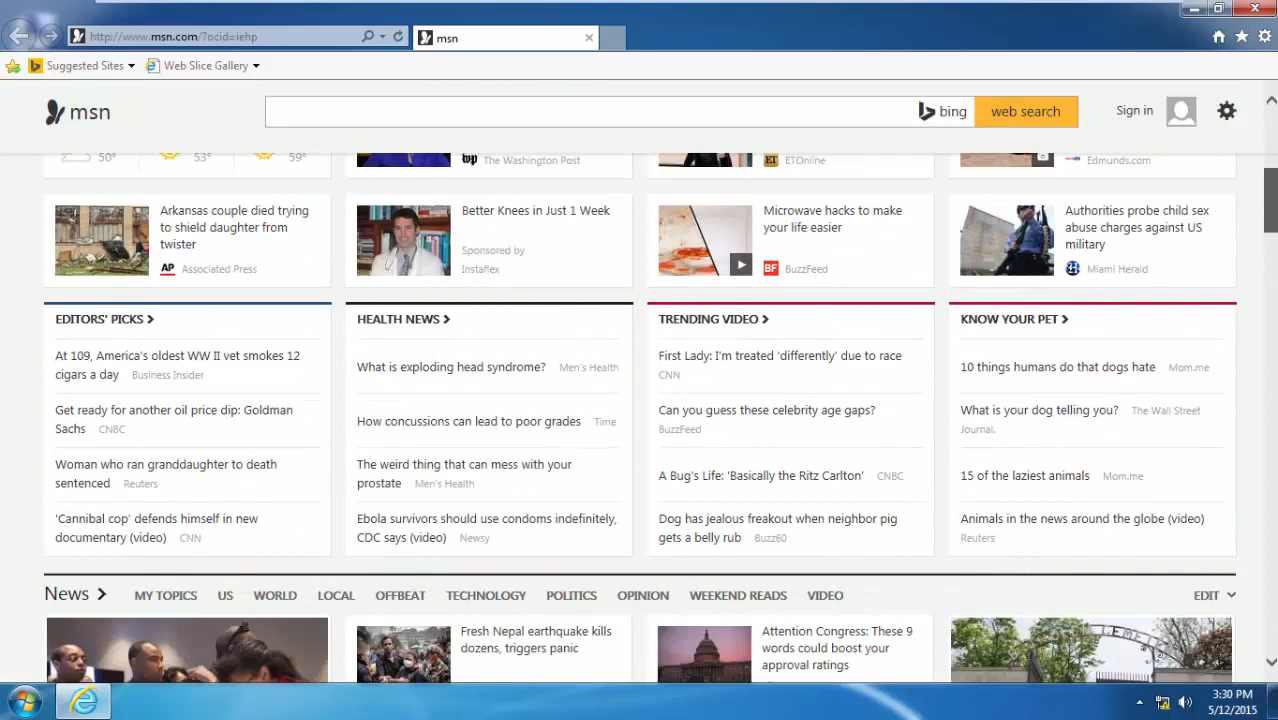 http://www.msn.com/?ocid=iehp
msn
Suggested Sites
Web Slice Gallery
msn
bing
web search
Sign in
50° 53° 59°
wp The Washington Post
ET ETOnline
Edmunds.com
Arkansas couple died trying
to shield daughter from
twister
AP Associated Press
Better Knees in Just 1 Week
Sponsored by
Instaflex
Microwave hacks to make
your life easier
BF BuzzFeed
Authorities probe child sex
abuse charges against US
military
Miami Herald
EDITORS' PICKS
At 109, America's oldest WW II vet smokes 12
cigars a day Business Insider
Get ready for another oil price dip: Goldman
Sachs CNBC
Woman who ran granddaughter to death
sentenced Reuters
'Cannibal cop' defends himself in new
documentary (video) CNN
HEALTH NEWS
What is exploding head syndrome? Men's Health
How concussions can lead to poor grades Time
The weird thing that can mess with your
prostate Men's Health
Ebola survivors should use condoms indefinitely,
CDC says (video) Newsy
TRENDING VIDEO
First Lady: I'm treated 'differently' due to race
CNN
Can you guess these celebrity age gaps?
BuzzFeed
A Bug's Life: 'Basically the Ritz Carlton' CNBC
Dog has jealous freakout when neighbor pig
gets a belly rub Buzz60
KNOW YOUR PET
10 things humans do that dogs hate Mom.me
What is your dog telling you? The Wall Street
Journal.
15 of the laziest animals Mom.me
Animals in the news around the globe (video)
Reuters
News MY TOPICS US WORLD LOCAL OFFBEAT TECHNOLOGY POLITICS OPINION WEEKEND READS VIDEO EDIT
Fresh Nepal earthquake kills
dozens, triggers panic
Attention Congress: These 9
words could boost your
approval ratings
3:30 PM
5/12/2015